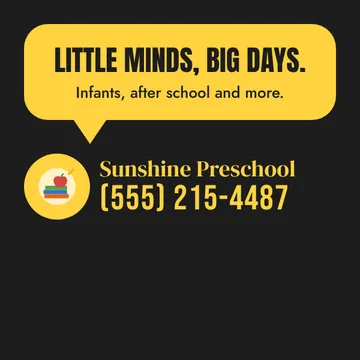 LITTLE MINDS, BIG DAYS.
Infants, after school and more.
Sunshine Preschool
(555) 215-4487